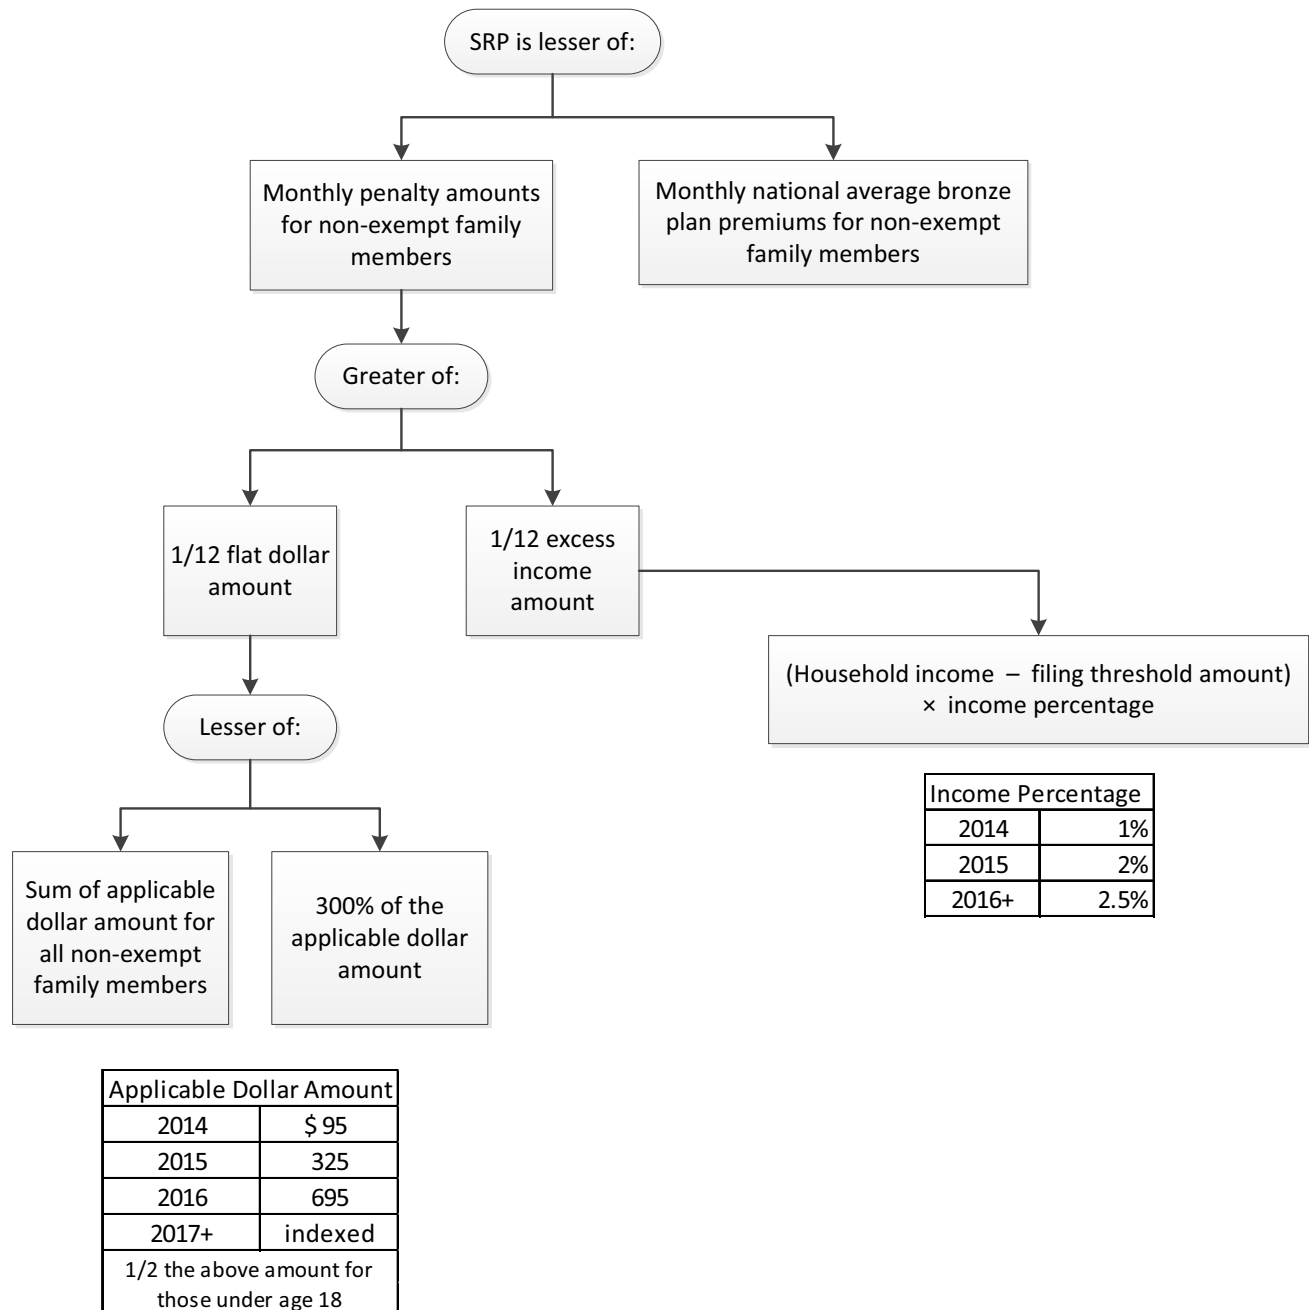 SRP is lesser of:
Monthly penalty amounts
for non-exempt family
members
Monthly national average bronze
plan premiums for non-exempt
family members
Greater of:
1/12 flat dollar
amount
1/12 excess
income
amount
(Household income – filing threshold amount)
× income percentage
Lesser of:
Income Percentage
2014 1%
2015 2%
2016+ 2.5%
Sum of applicable
dollar amount for
all non-exempt
family members
300% of the
applicable dollar
amount
Applicable Dollar Amount
2014 $ 95
2015 325
2016 695
2017+ indexed
1/2 the above amount for
those under age 18